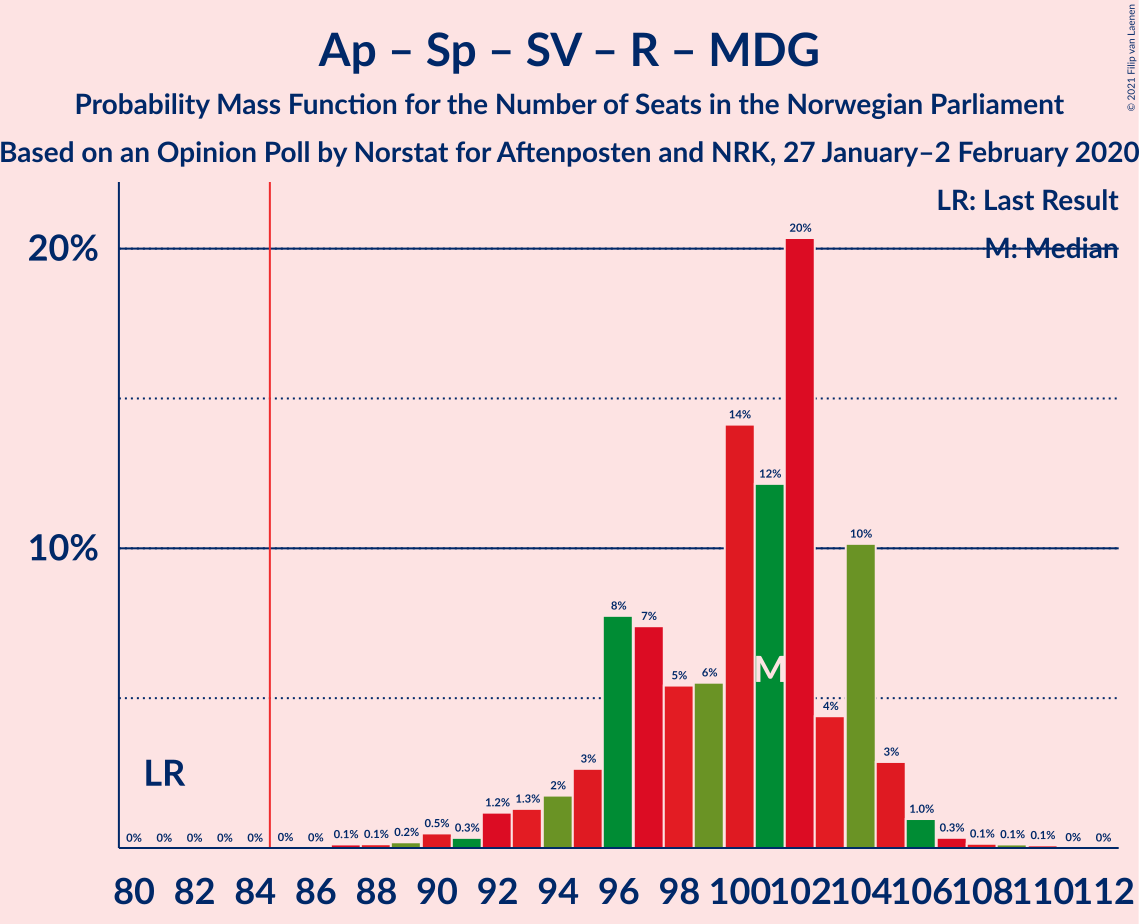 Ap – Sp – SV – R – MDG
Probability Mass Function for the Number of Seats in the Norwegian Parliament
Based on an Opinion Poll by Norstat for Aftenposten and NRK, 27 January–2 February 2020
© 2021 Filip van Laenen
LR: Last Result
M: Median
20%
10%
20%
14%
12%
10%
8%
7%
5%
6%
4%
3%
3%
2%
M
LR
0% 0% 0% 0% 0% 0% 0% 0.1% 0.1% 0.2% 0.5% 0.3% 1.2% 1.3% 1.0% 0.3% 0.1% 0.1% 0.1% 0% 0%
80 82 84 86 88 90 92 94 96 98 100 102 104 106 108 110 112